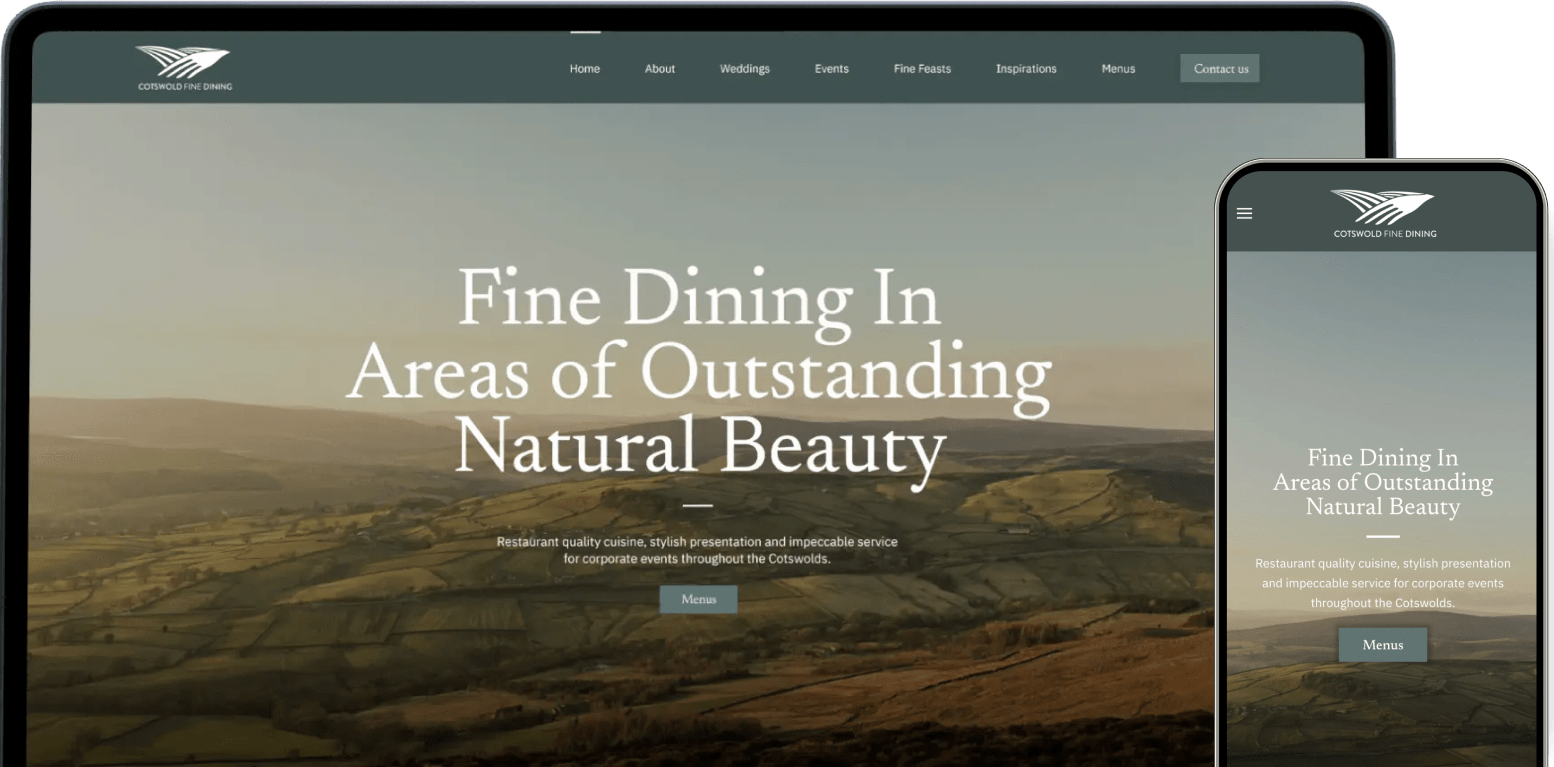 COTSWOLD FINE DINING
Home About Weddings Events Fine Feasts Inspirations Menus Contact us
Fine Dining In
Areas of Outstanding
Natural Beauty
Restaurant quality cuisine, stylish presentation and impeccable service
for corporate events throughout the Cotswolds.
Menus
COTSWOLD FINE DINING
Fine Dining In
Areas of Outstanding
Natural Beauty
Restaurant quality cuisine, stylish presentation
and impeccable service for corporate events
throughout the Cotswolds.
Menus